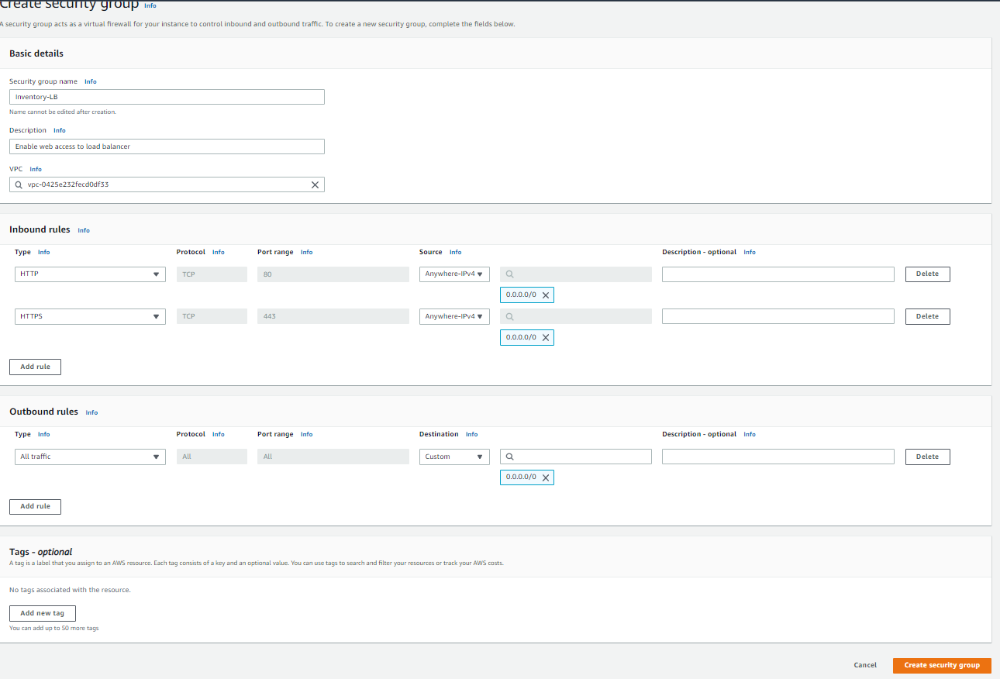 Create security group Info
A security group acts as a virtual firewall for your instance to control inbound and outbound traffic. To create a new security group, complete the fields below.
Basic details
Security group name Info
Inventory-LB
Name cannot be edited after creation.
Description Info
Enable web access to load balancer
VPC Info
vpc-0425e232fecd0df33
Inbound rules Info
Type Info Protocol Info Port range Info Source Info Description - optional Info
HTTP TCP 80 Anywhere-IPv4 Delete
0.0.0.0/0
HTTPS TCP 443 Anywhere-IPv4 Delete
0.0.0.0/0
Add rule
Outbound rules Info
Type Info Protocol Info Port range Info Destination Info Description - optional Info
All traffic All All Custom Delete
0.0.0.0/0
Add rule
Tags - optional
A tag is a label that you assign to an AWS resource. Each tag consists of a key and an optional value. You can use tags to search and filter your resources or track your AWS costs.
No tags associated with the resource.
Add new tag
You can add up to 50 more tags
Cancel Create security group